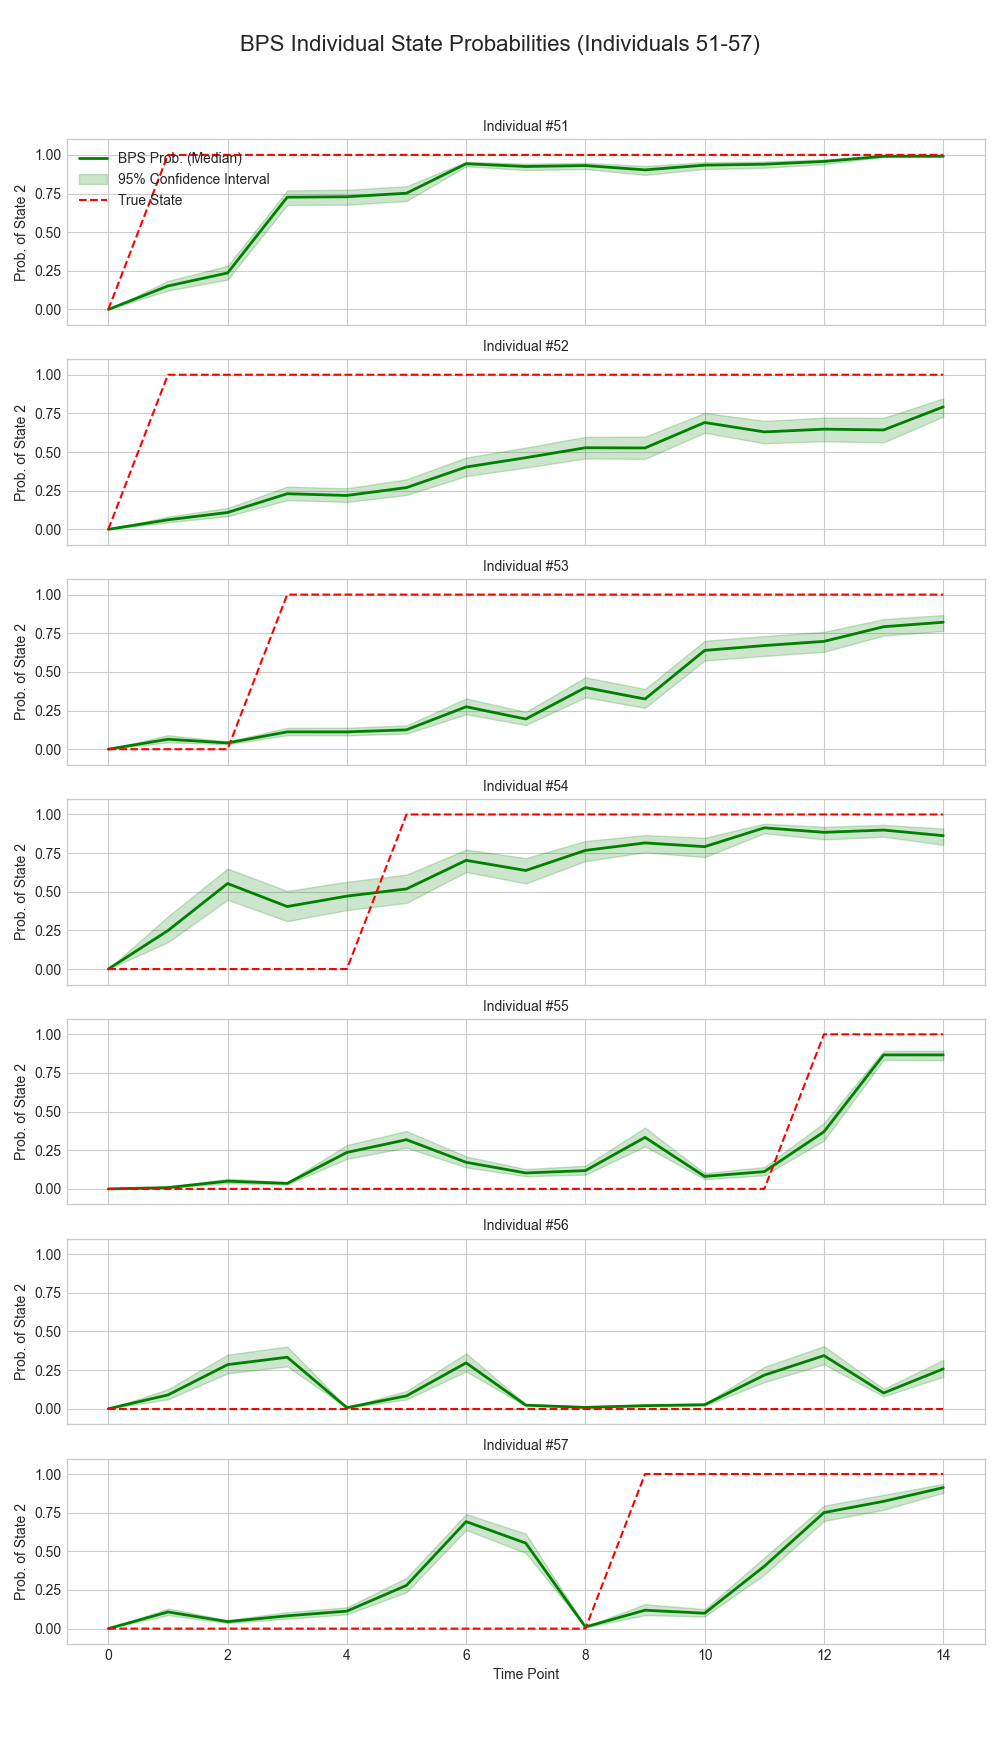 BPS Individual State Probabilities (Individuals 51-57)
Individual #51
Prob. of State 2
1.00
0.75
0.50
0.25
0.00
BPS Prob. (Median)
95% Confidence Interval
True State
Individual #52
Prob. of State 2
1.00
0.75
0.50
0.25
0.00
Individual #53
Prob. of State 2
1.00
0.75
0.50
0.25
0.00
Individual #54
Prob. of State 2
1.00
0.75
0.50
0.25
0.00
Individual #55
Prob. of State 2
1.00
0.75
0.50
0.25
0.00
Individual #56
Prob. of State 2
1.00
0.75
0.50
0.25
0.00
Individual #57
Prob. of State 2
1.00
0.75
0.50
0.25
0.00
0 2 4 6 8 10 12 14
Time Point